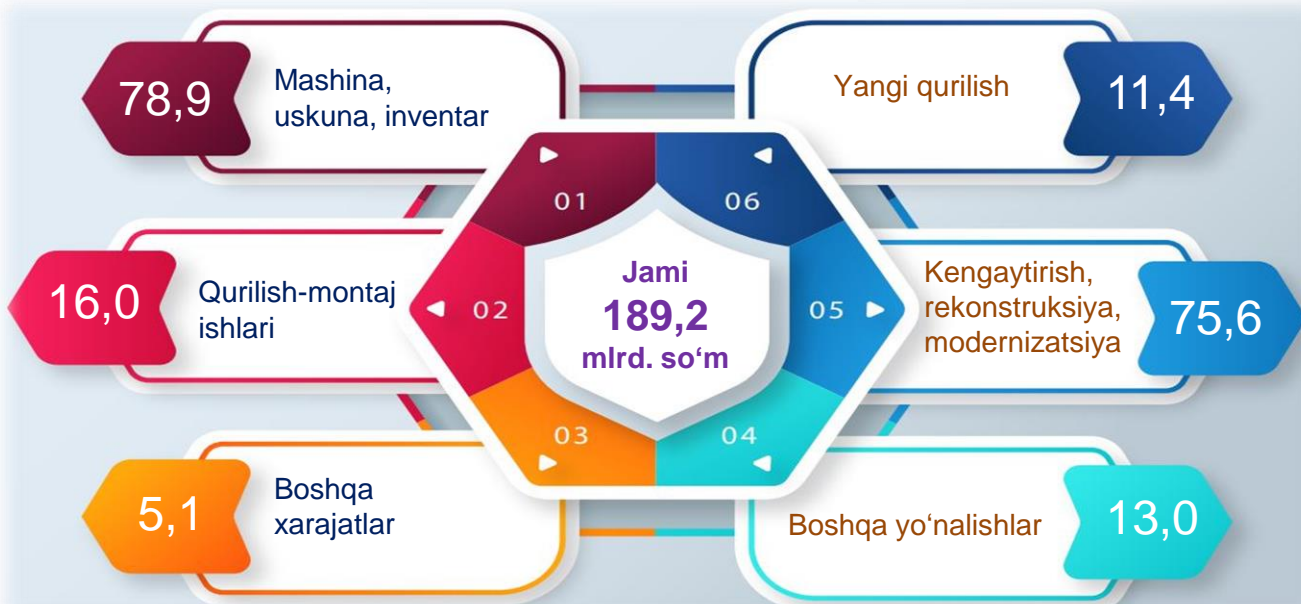 78,9
Mashina,
uskuna, inventar
Yangi qurilish
11,4
01
06
16,0
Qurilish-montaj
ishlari
02
Jami
189,2
mlrd. so‘m
05
Kengaytirish,
rekonstruksiya,
modernizatsiya
75,6
03
04
5,1
Boshqa
xarajatlar
Boshqa yo‘nalishlar
13,0